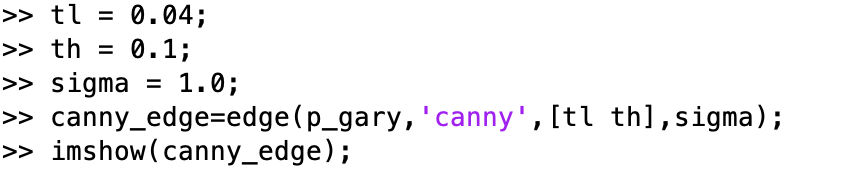 >> tl = 0.04;
>> th = 0.1;
>> sigma = 1.0;
>> canny_edge=edge(p_gary,'canny',[tl th],sigma);
>> imshow(canny_edge);